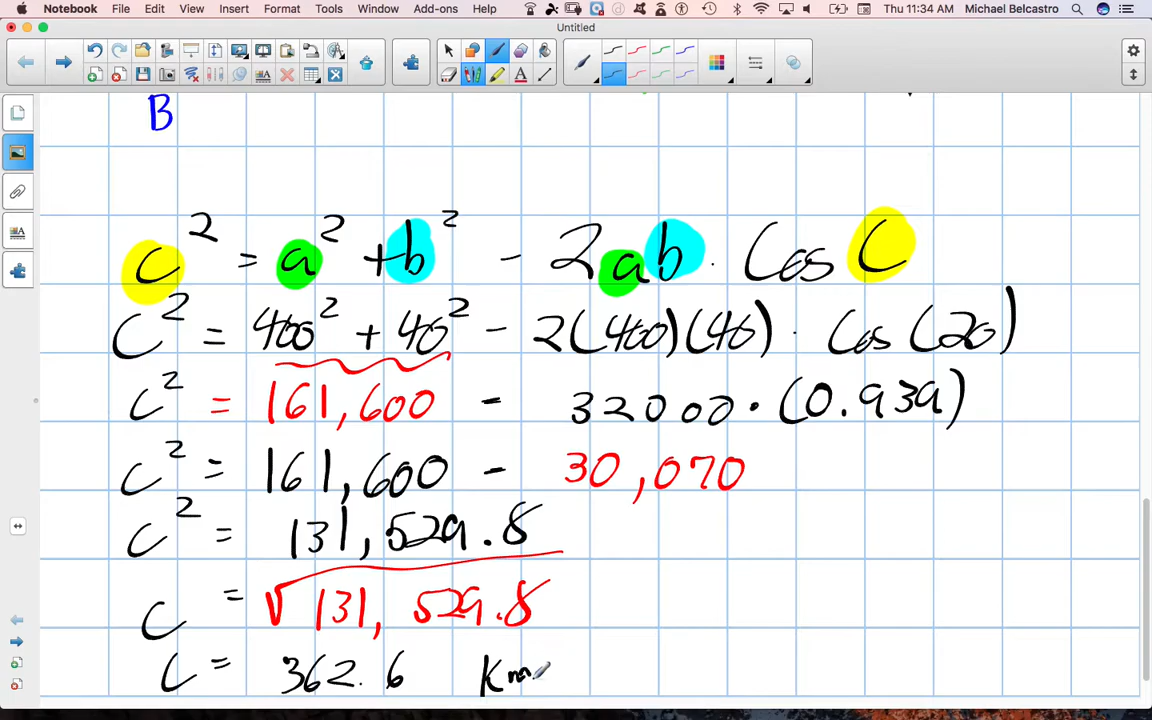 Notebook File Edit View Insert Format Tools Window Add-ons Help Thu 11:34 AM Michael Belcastro
Untitled
B
c² = a² + b² - 2ab · Cos C
C² = 400² + 40² - 2(400)(40) · Cos (20)
C² = 161,600 - 32000 · (0.939)
C² = 161,600 - 30,070
C² = 131,529.8
C = √131,529.8
C = 362.6 Km